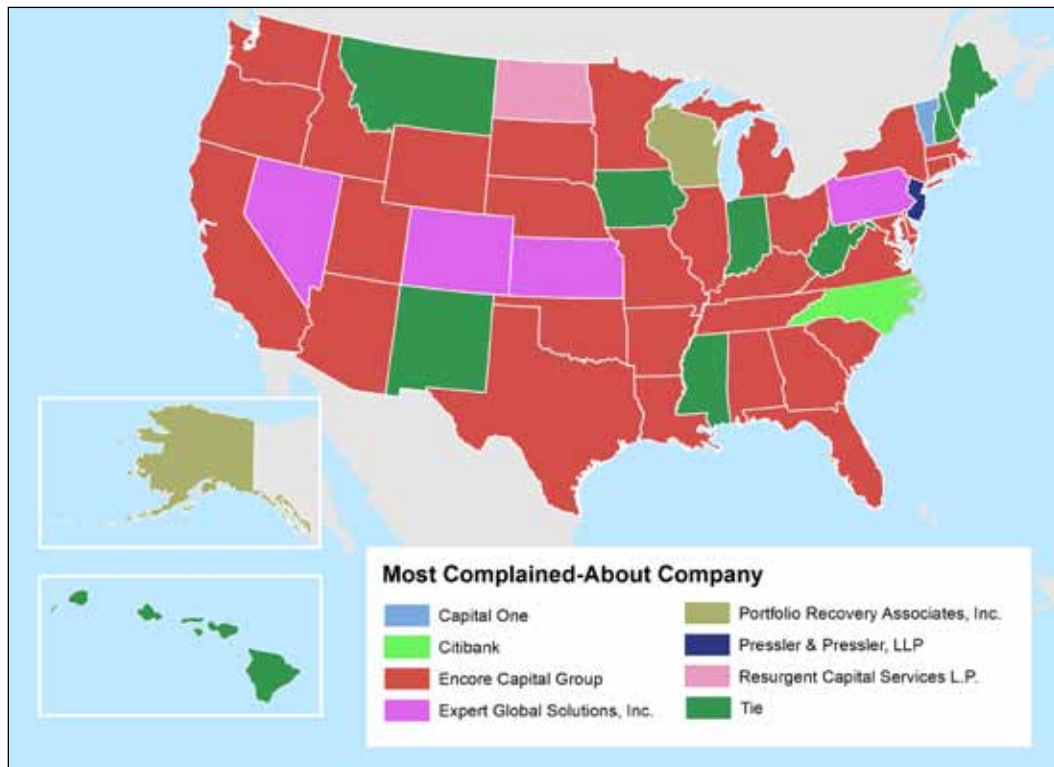 Most Complained-About Company
Capital One
Citibank
Encore Capital Group
Expert Global Solutions, Inc.
Portfolio Recovery Associates, Inc.
Pressler & Pressler, LLP
Resurgent Capital Services L.P.
Tie